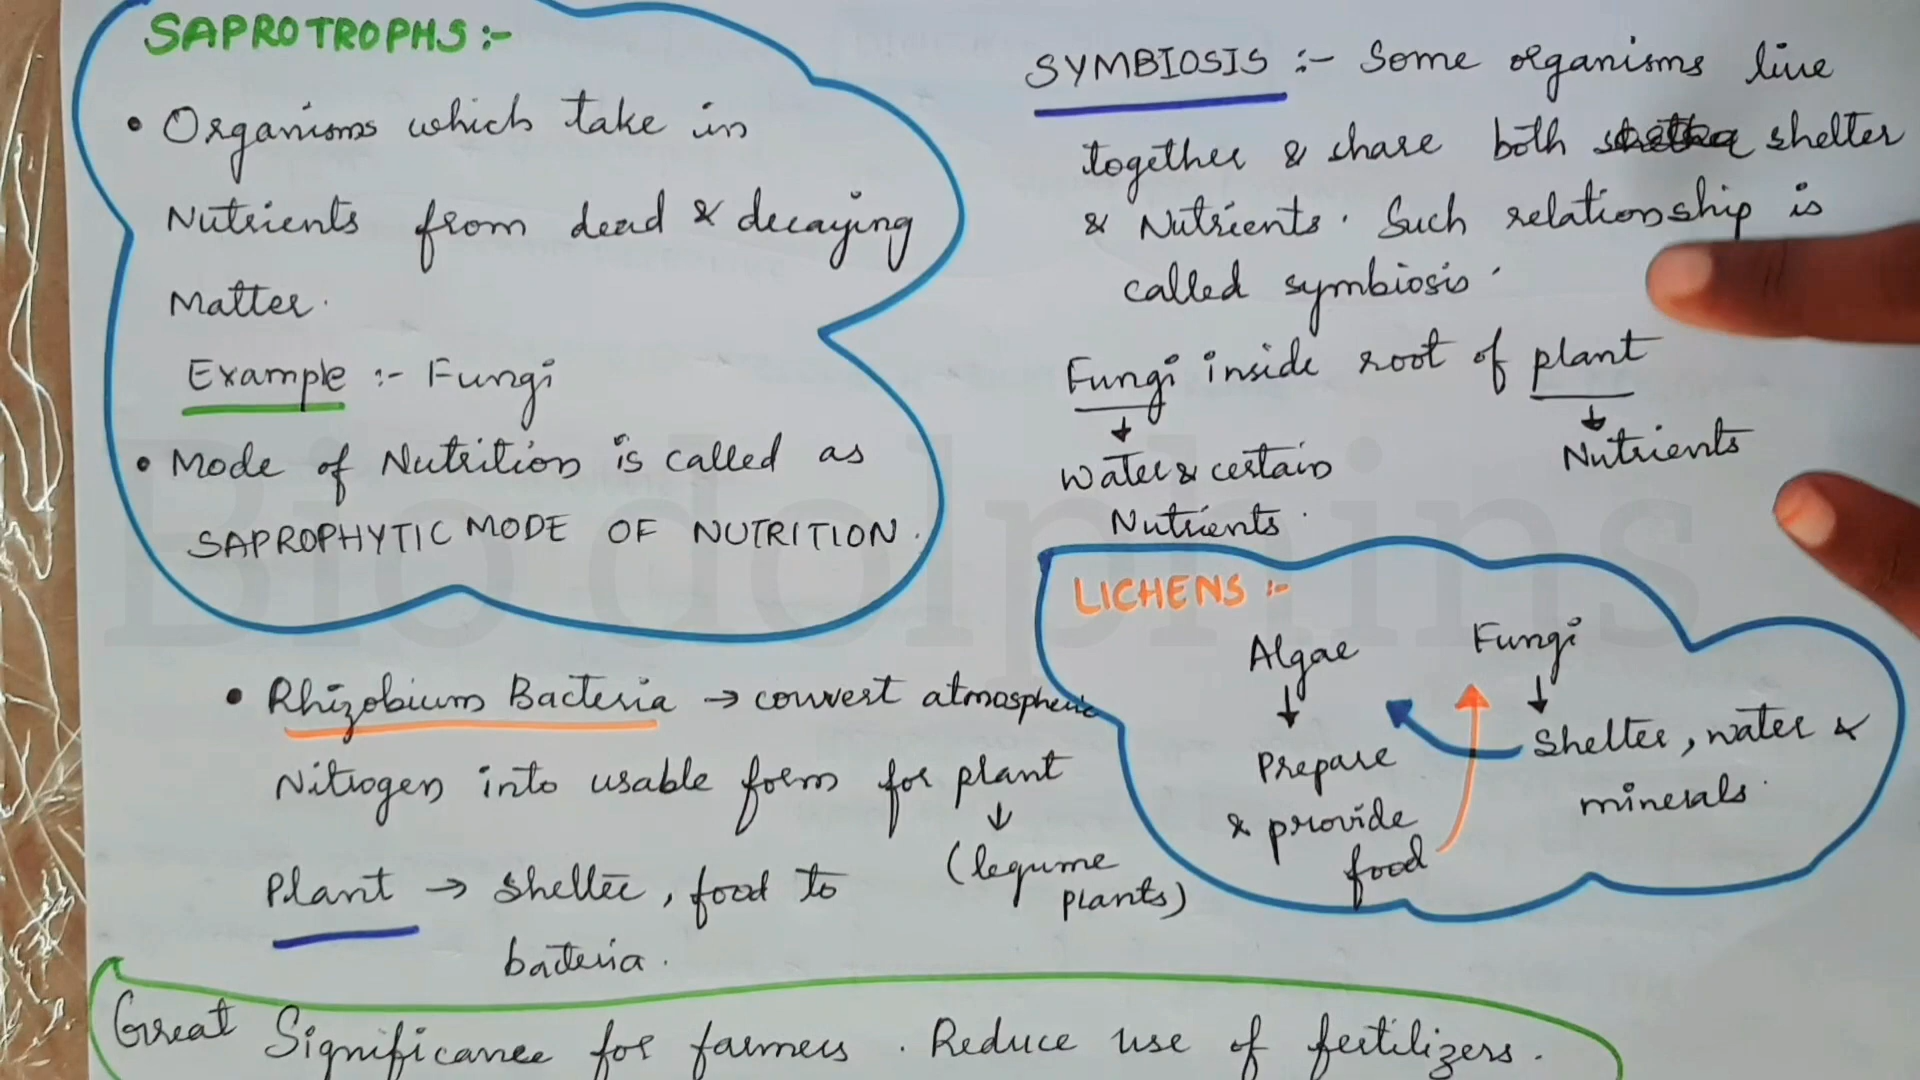 SAPROTROPHS :-
• Organisms which take in
Nutrients from dead & decaying
Matter.
Example :- Fungi
• Mode of Nutrition is called as
SAPROPHYTIC MODE OF NUTRITION.
• Rhizobium Bacteria → convert atmospheric
Nitrogen into usable form for plant
↓
(legume
plants)
Plant → shelter, food to
bacteria.
Great Significance for farmers. Reduce use of fertilizers.
SYMBIOSIS :- Some organisms live
together & share both shelter
& Nutrients. Such relationship is
called symbiosis.
Fungi inside root of plant
↓ ↓
Water & certain
Nutrients.
Nutrients
LICHENS :-
Algae
↓
Prepare
& provide
food
Fungi
↓
Shelter, water &
minerals.
Bio dolphins